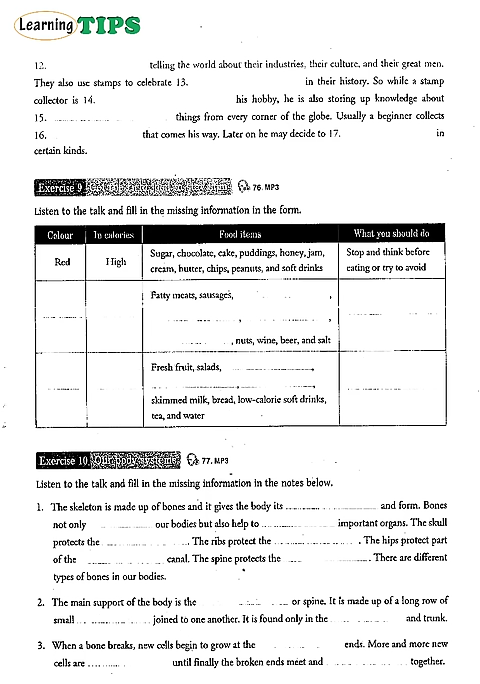 Learning TIPS
12. telling the world about their industries, their culture, and their great men.
They also use stamps to celebrate 13. in their history. So while a stamp
collector is 14. his hobby, he is also storing up knowledge about
15. things from every corner of the globe. Usually a beginner collects
16. that comes his way. Later on he may decide to 17. in
certain kinds.
Exercise 9 76.MP3
Listen to the talk and fill in the missing information in the form.
Colour In calories Food items What you should do
Red High Sugar, chocolate, cake, puddings, honey, jam, cream, butter, chips, peanuts, and soft drinks Stop and think before eating or try to avoid
Fatty meats, sausages, ,
, ,
, nuts, wine, beer, and salt
Fresh fruit, salads, ,
,
skimmed milk, bread, low-calorie soft drinks,
tea, and water
Exercise 10 Our body systems 77.MP3
Listen to the talk and fill in the missing information in the notes below.
1. The skeleton is made up of bones and it gives the body its and form. Bones
not only our bodies but also help to important organs. The skull
protects the . The ribs protect the . The hips protect part
of the canal. The spine protects the . There are different
types of bones in our bodies.
2. The main support of the body is the or spine. It is made up of a long row of
small joined to one another. It is found only in the and trunk.
3. When a bone breaks, new cells begin to grow at the ends. More and more new
cells are until finally the broken ends meet and together.